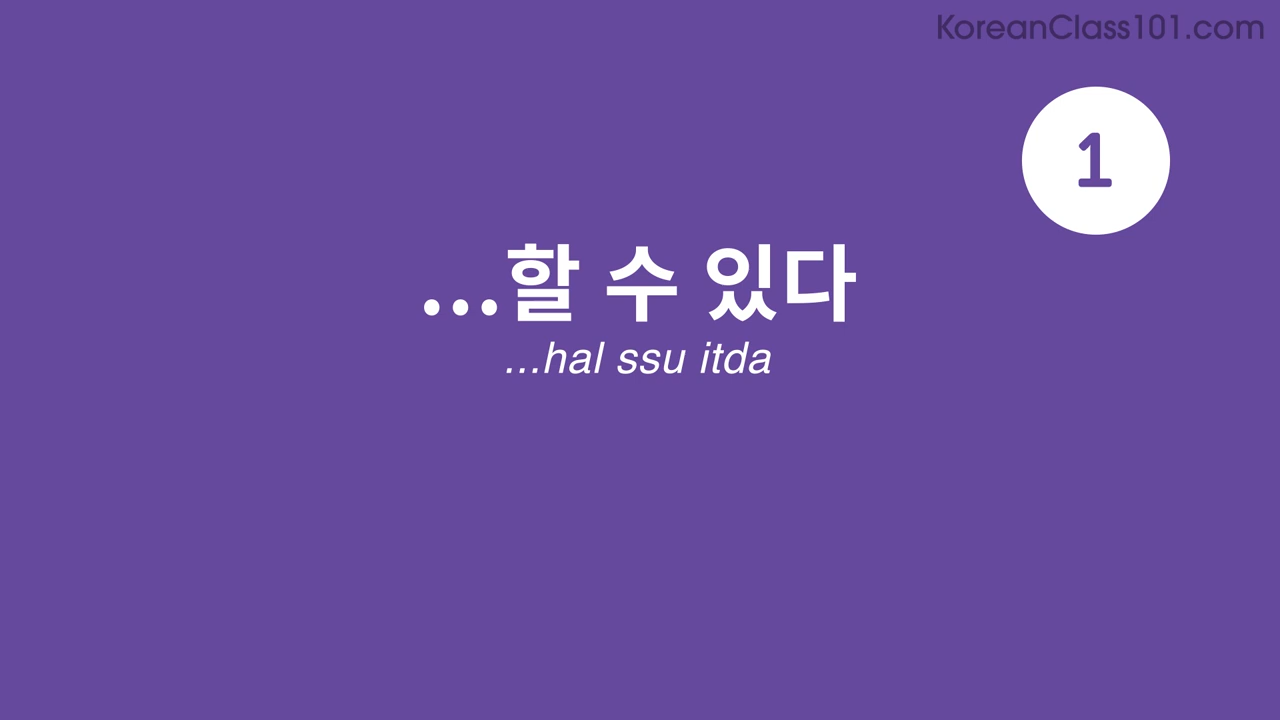 KoreanClass101.com
1
...할 수 있다
...hal ssu itda